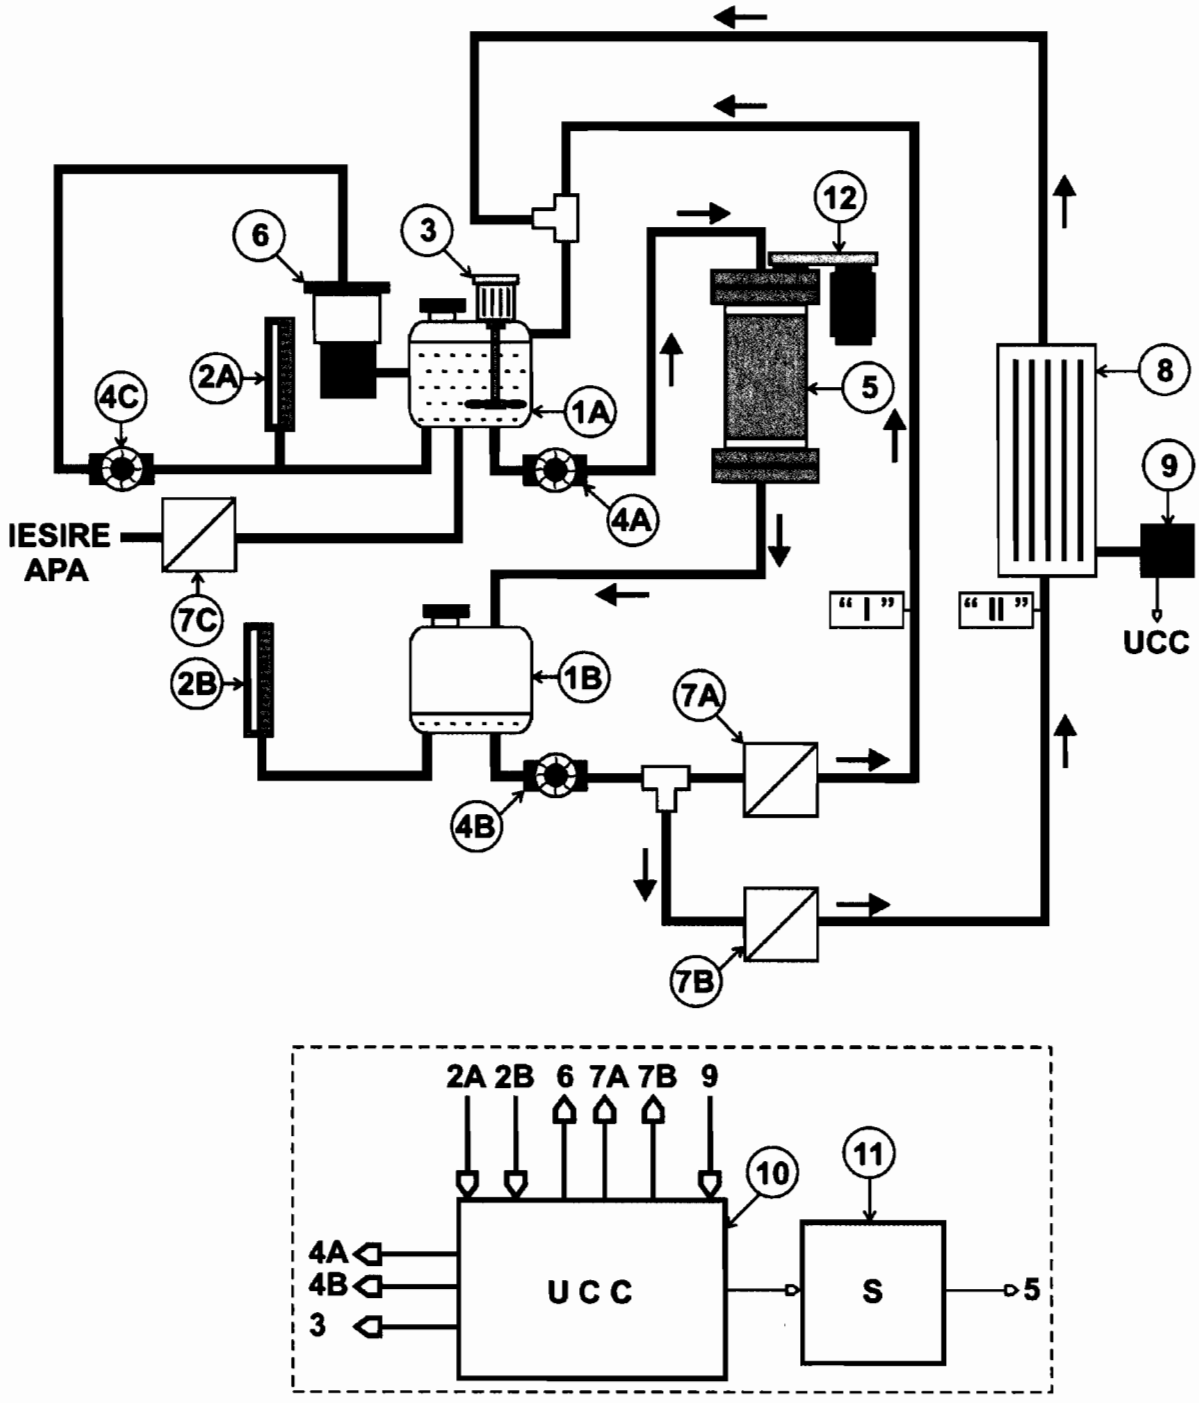 12
6
3
2A
4C
1A
5
8
9
4A
IESIRE
APA
7C
“ I ”
“ II ”
UCC
2B
1B
7A
4B
7B
2A 2B 6 7A 7B 9
10
11
4A
4B
3
U C C
S
5